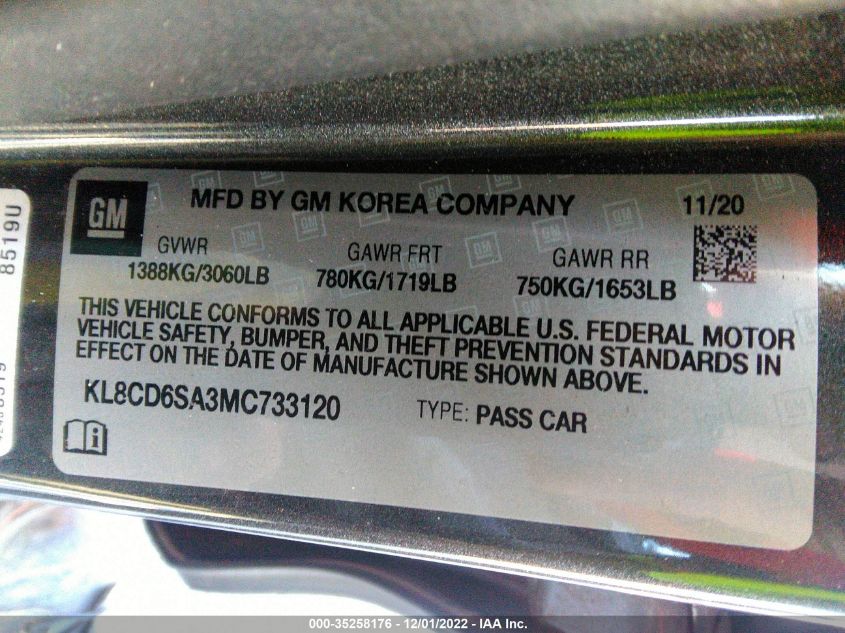 GM
MFD BY GM KOREA COMPANY 11/20
GVWR GAWR FRT GAWR RR
1388KG/3060LB 780KG/1719LB 750KG/1653LB
THIS VEHICLE CONFORMS TO ALL APPLICABLE U.S. FEDERAL MOTOR
VEHICLE SAFETY, BUMPER, AND THEFT PREVENTION STANDARDS IN
EFFECT ON THE DATE OF MANUFACTURE SHOWN ABOVE.
KL8CD6SA3MC733120 TYPE: PASS CAR
8519U
000-35258176 - 12/01/2022 - IAA Inc.